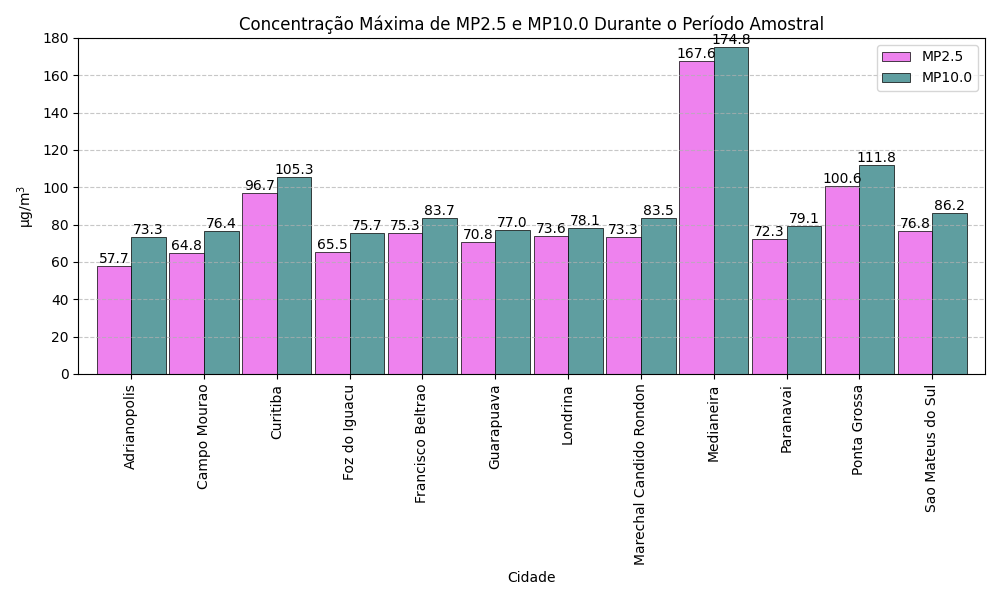 Concentração Máxima de MP2.5 e MP10.0 Durante o Período Amostral
µg/m³
180
160
140
120
100
80
60
40
20
0
MP2.5
MP10.0
57.7
73.3
64.8
76.4
96.7
105.3
65.5
75.7
75.3
83.7
70.8
77.0
73.6
78.1
73.3
83.5
167.6
174.8
72.3
79.1
100.6
111.8
76.8
86.2
Adrianopolis
Campo Mourao
Curitiba
Foz do Iguacu
Francisco Beltrao
Guarapuava
Londrina
Marechal Candido Rondon
Medianeira
Paranavai
Ponta Grossa
Sao Mateus do Sul
Cidade